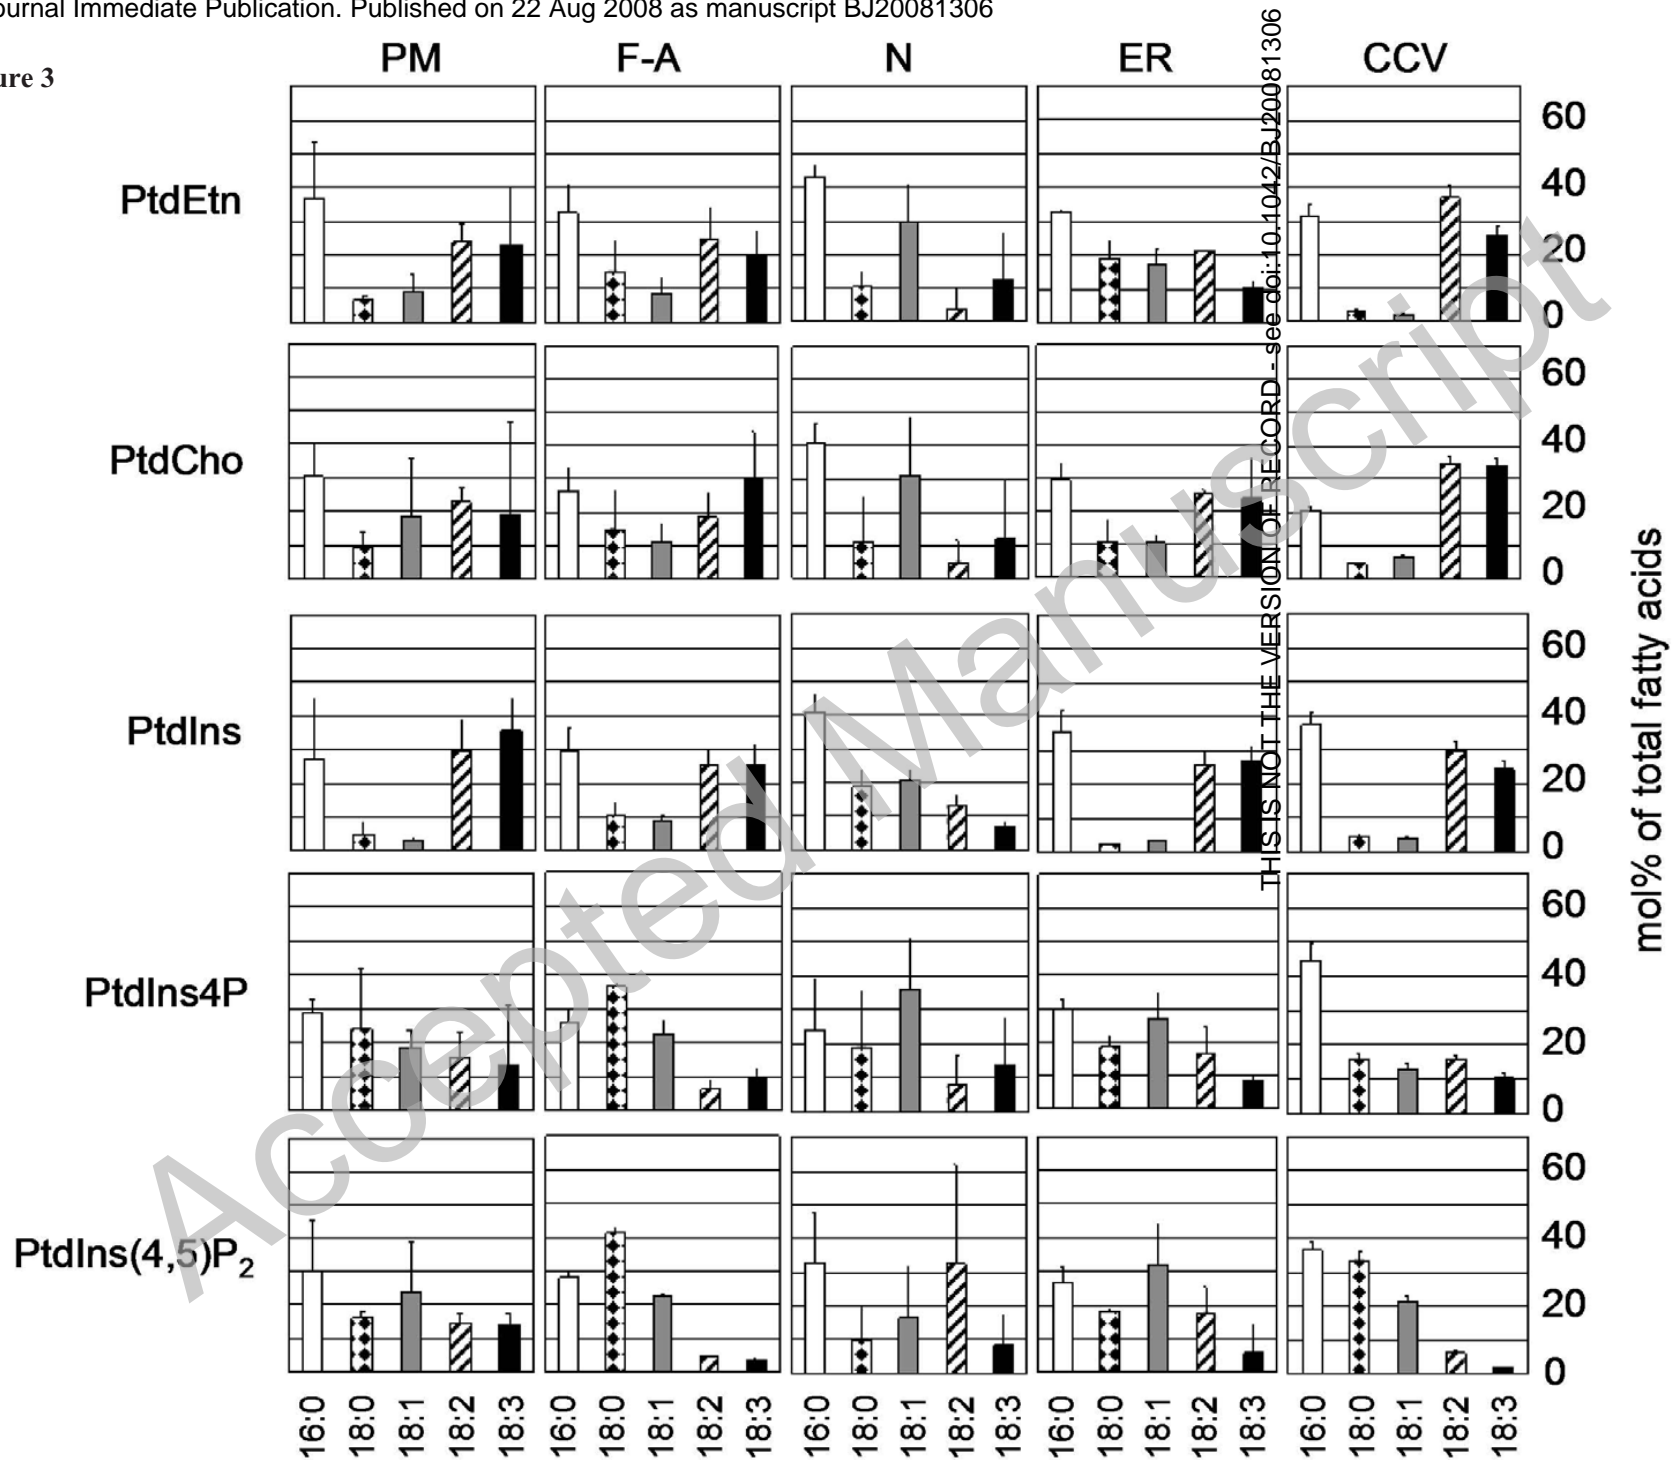 ournal Immediate Publication. Published on 22 Aug 2008 as manuscript BJ20081306
ure 3
PM F-A N ER CCV
PtdEtn
60
40
20
0
PtdCho
60
40
20
0
PtdIns
60
40
20
0
PtdIns4P
60
40
20
0
PtdIns(4,5)P2
60
40
20
0
16:0 18:0 18:1 18:2 18:3 16:0 18:0 18:1 18:2 18:3 16:0 18:0 18:1 18:2 18:3 16:0 18:0 18:1 18:2 18:3 16:0 18:0 18:1 18:2 18:3
mol% of total fatty acids
THIS IS NOT THE VERSION OF RECORD - see doi:10.1042/BJ20081306
Accepted Manuscript